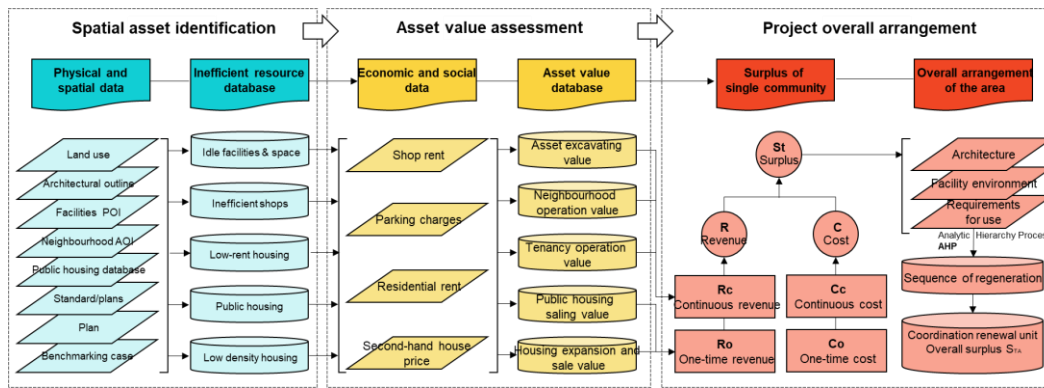 Spatial asset identification
Asset value assessment
Project overall arrangement
Physical and
spatial data
Inefficient resource
database
Economic and social
data
Asset value
database
Surplus of
single community
Overall arrangement
of the area
Land use
Architectural outline
Facilities POI
Neighbourhood AOI
Public housing database
Standard/plans
Plan
Benchmarking case
Idle facilities & space
Inefficient shops
Low-rent housing
Public housing
Low density housing
Shop rent
Parking charges
Residential rent
Second-hand house
price
Asset excavating
value
Neighbourhood
operation value
Tenancy operation
value
Public housing
saling value
Housing expansion and
sale value
St
Surplus
R
Revenue
C
Cost
Rc
Continuous revenue
Ro
One-time revenue
Cc
Continuous cost
Co
One-time cost
Architecture
Facility environment
Requirements
for use
Analytic Hierarchy Proces
AHP
Sequence of regeneration
Coordination renewal unit
Overall surplus STA